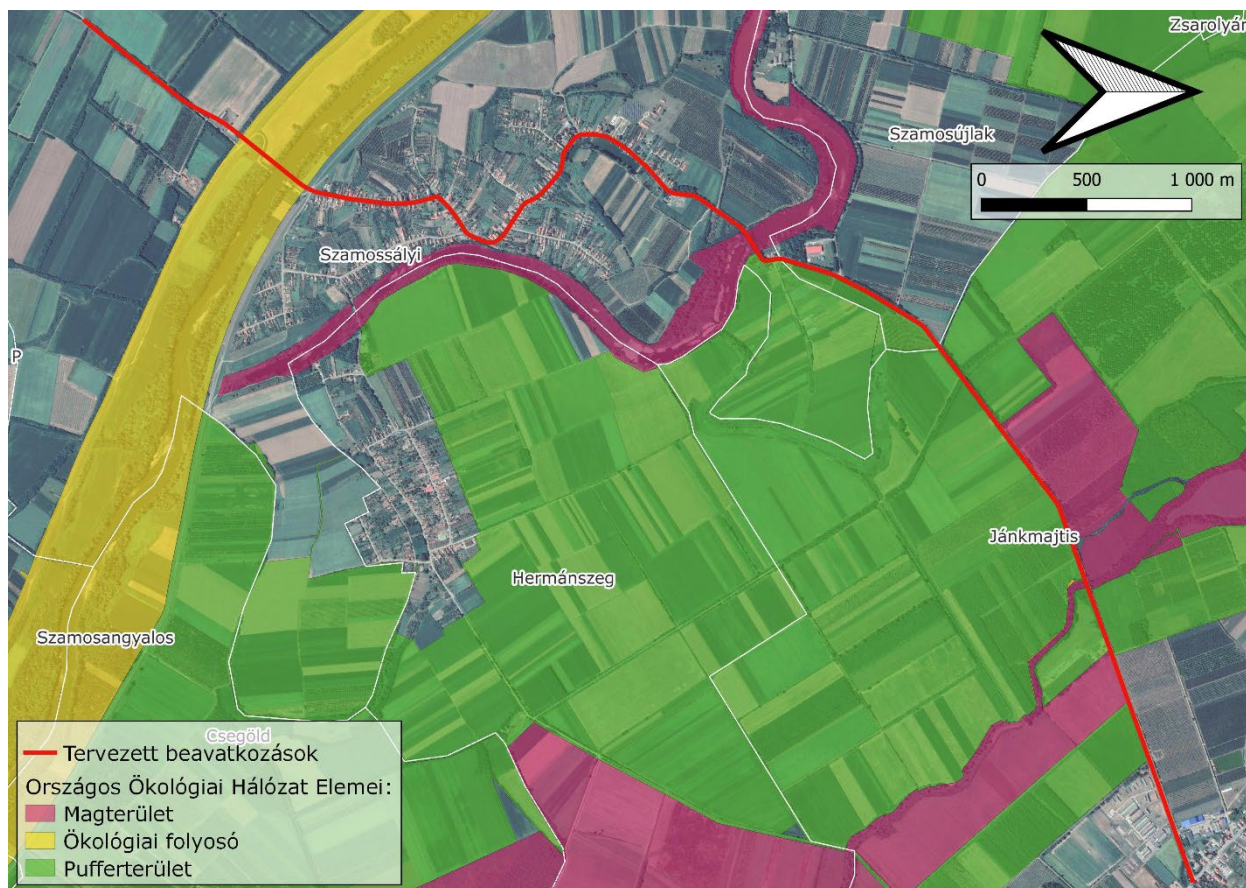 Zsarolyán
Szamosújlak
0 500 1 000 m
Szamossályi
P
Jánkmajtis
Hermánszeg
Szamosangyalos
Csegöld
Tervezett beavatkozások
Országos Ökológiai Hálózat Elemei:
Magterület
Ökológiai folyosó
Pufferterület